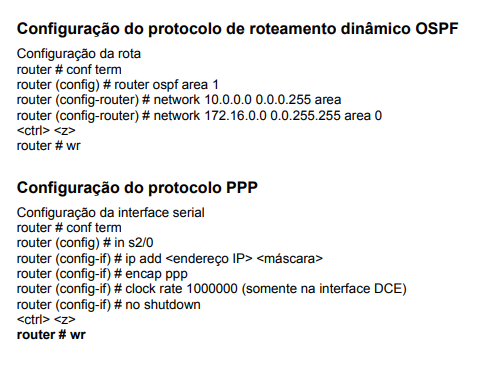 Configuração do protocolo de roteamento dinâmico OSPF
Configuração da rota
router # conf term
router (config) # router ospf area 1
router (config-router) # network 10.0.0.0 0.0.0.255 area
router (config-router) # network 172.16.0.0 0.0.255.255 area 0
<ctrl> <z>
router # wr
Configuração do protocolo PPP
Configuração da interface serial
router # conf term
router (config) # in s2/0
router (config-if) # ip add <endereço IP> <máscara>
router (config-if) # encap ppp
router (config-if) # clock rate 1000000 (somente na interface DCE)
router (config-if) # no shutdown
<ctrl> <z>
router # wr